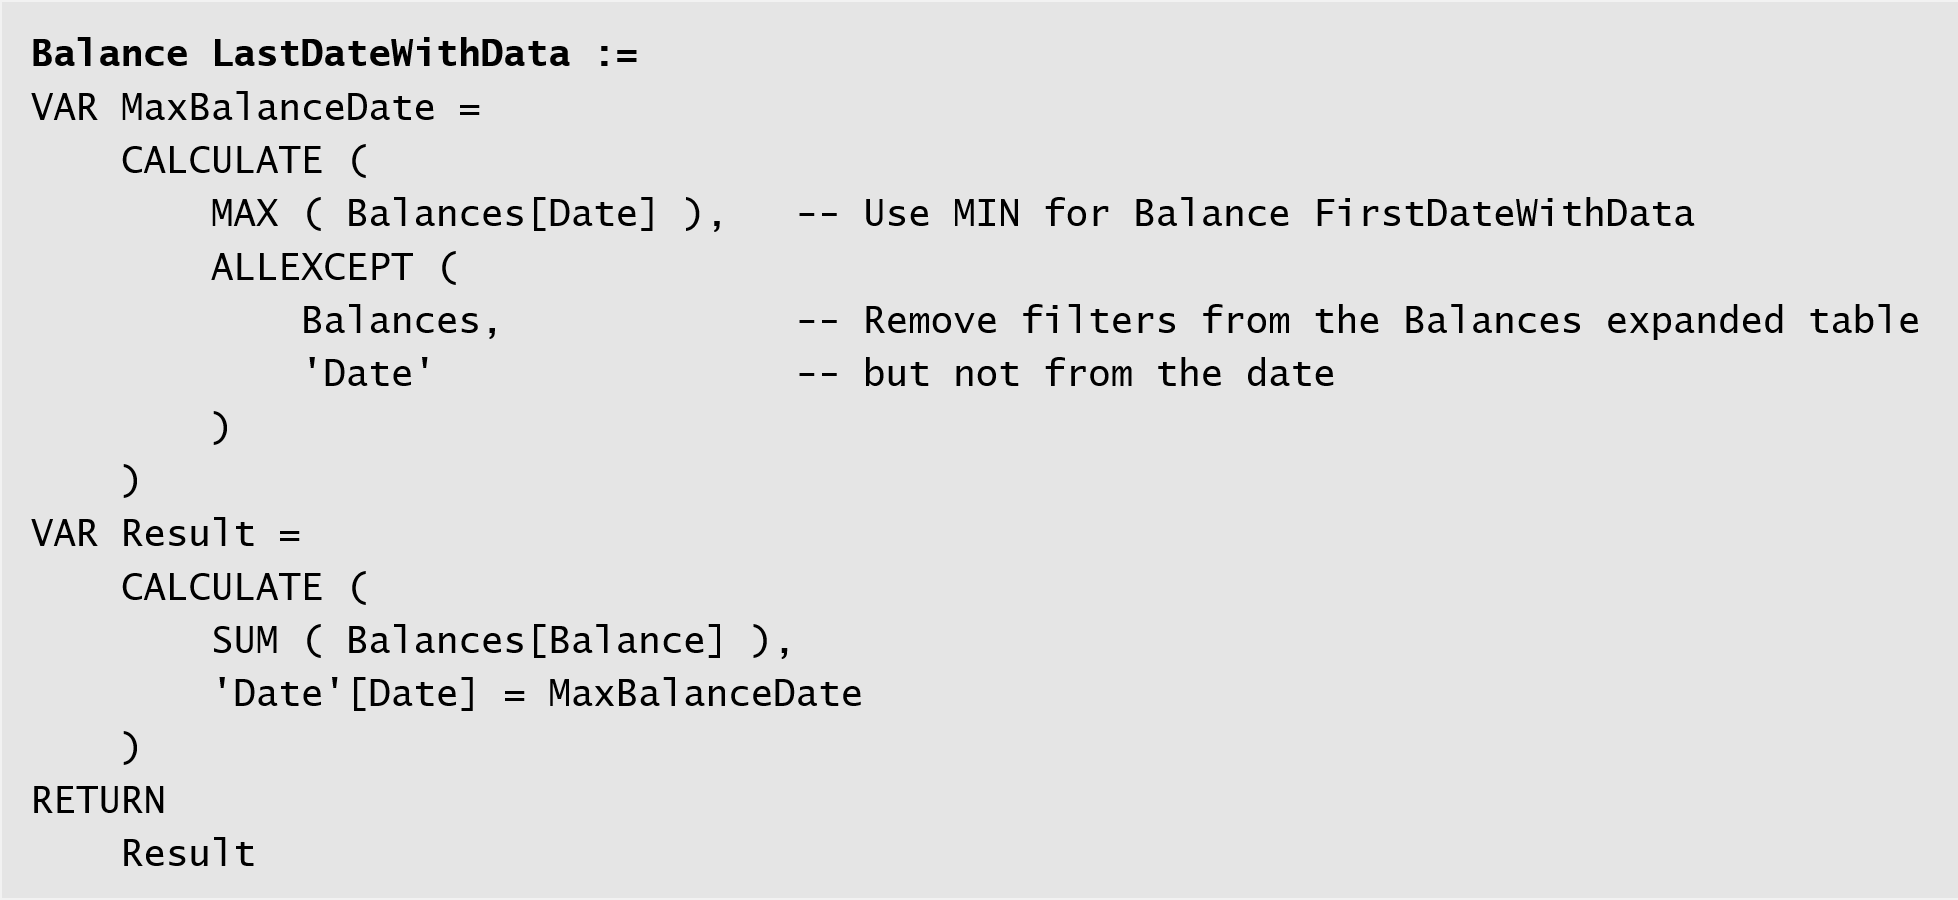 Balance LastDateWithData :=
VAR MaxBalanceDate =
    CALCULATE (
        MAX ( Balances[Date] ),   -- Use MIN for Balance FirstDateWithData
        ALLEXCEPT (
            Balances,             -- Remove filters from the Balances expanded table
            'Date'                -- but not from the date
        )
    )
VAR Result =
    CALCULATE (
        SUM ( Balances[Balance] ),
        'Date'[Date] = MaxBalanceDate
    )
RETURN
    Result